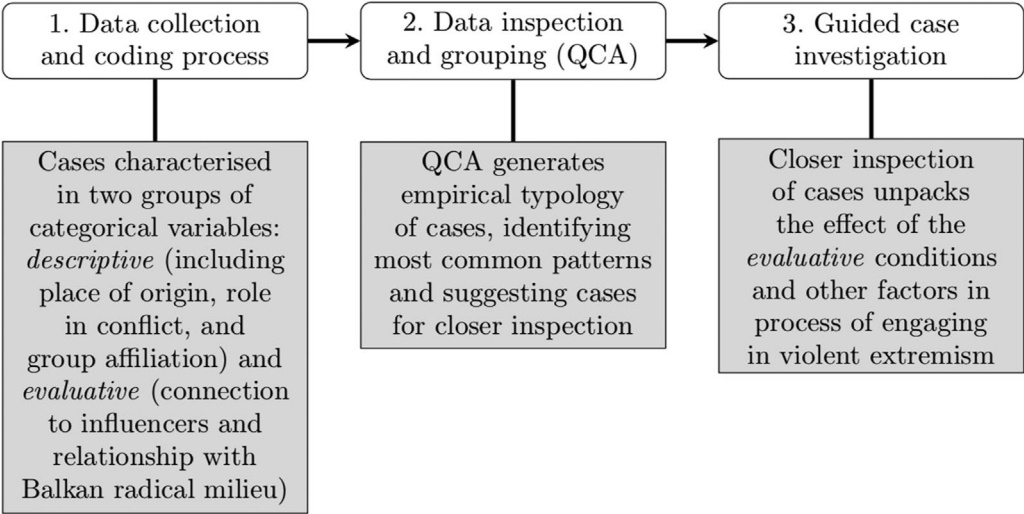 1. Data collection
and coding process
2. Data inspection
and grouping (QCA)
3. Guided case
investigation
Cases characterised
in two groups of
categorical variables:
descriptive (including
place of origin, role
in conflict, and
group affiliation) and
evaluative (connection
to influencers and
relationship with
Balkan radical milieu)
QCA generates
empirical typology
of cases, identifying
most common patterns
and suggesting cases
for closer inspection
Closer inspection
of cases unpacks
the effect of the
evaluative conditions
and other factors in
process of engaging
in violent extremism